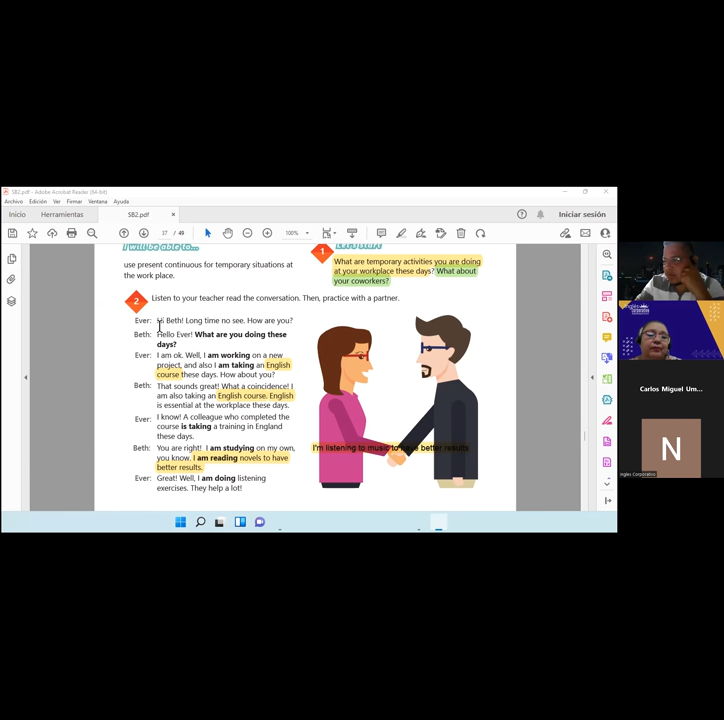 SB2.pdf - Adobe Acrobat Reader (64-bit)
Archivo Edición Ver Firmar Ventana Ayuda
Inicio Herramientas SB2.pdf × Iniciar sesión
37 / 49 100%
I will be able to...
use present continuous for temporary situations at
the work place.
1 Let's start
What are temporary activities you are doing
at your workplace these days? What about
your coworkers?
2 Listen to your teacher read the conversation. Then, practice with a partner.
Ever: Hi Beth! Long time no see. How are you?
Beth: Hello Ever! What are you doing these
days?
Ever: I am ok. Well, I am working on a new
project, and also I am taking an English
course these days. How about you?
Beth: That sounds great! What a coincidence! I
am also taking an English course. English
is essential at the workplace these days.
Ever: I know! A colleague who completed the
course is taking a training in England
these days.
Beth: You are right! I am studying on my own,
you know. I am reading novels to have
better results.
Ever: Great! Well, I am doing listening
exercises. They help a lot!
I'm listening to music to have better results
Carlos Miguel Um...
N
Ingles Corporativo